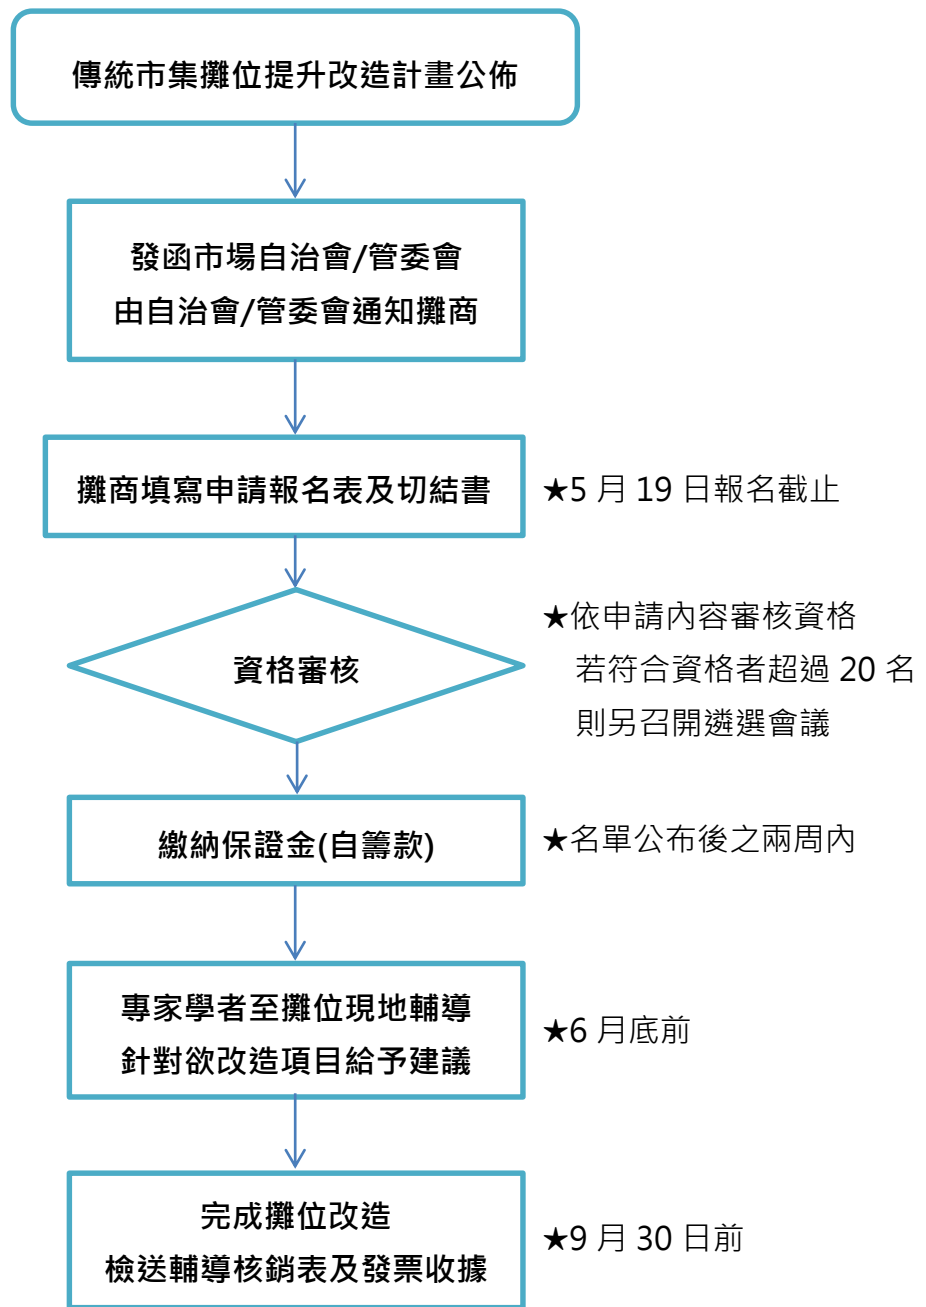 傳統市集攤位提升改造計畫公佈
發函市場自治會/管委會
由自治會/管委會通知攤商
攤商填寫申請報名表及切結書
★5 月 19 日報名截止
資格審核
★依申請內容審核資格
若符合資格者超過 20 名
則另召開遴選會議
繳納保證金(自籌款)
★名單公布後之兩周內
專家學者至攤位現地輔導
針對欲改造項目給予建議
★6 月底前
完成攤位改造
檢送輔導核銷表及發票收據
★9 月 30 日前